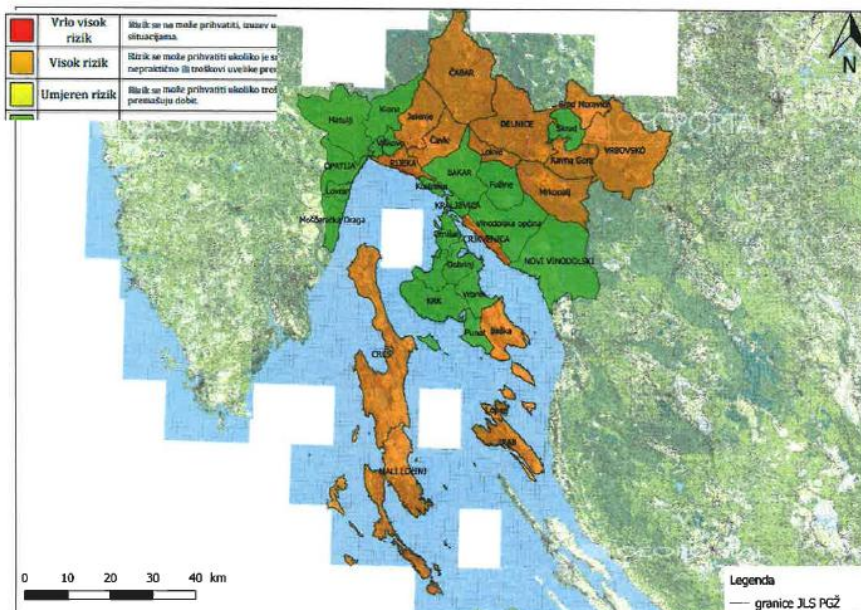 Vrlo visok
rizik
Rizik se na može prihvatiti, izuzev u
situacijama.
Visok rizik
Rizik se može prihvatiti ukoliko je
nepraktično ili troškovi uvelike
Umjeren rizik
Rizik se može prihvatiti ukoliko
premašuju dobit.
N
ČABAR
Klana
Jelenje
Matulji
Brod Moravice
DELNICE
Skrad
VRBOVSKO
Čavle
Viškovo
Lokve
Ravna Gora
OPATIJA
RIJEKA
BAKAR
Lovran
Kostrena
Fužine
Mrkopalj
KRALJEVICA
Mošćenička Draga
Vinodolska općina
Omišalj
CRIKVENICA
NOVI VINODOLSKI
Dobrinj
KRK
Vrbnik
Punat
Baška
CRES
Lopar
RAB
MALI LOŠINJ
GEOPORTAL
0 10 20 30 40 km
Legenda
granice JLS PGŽ